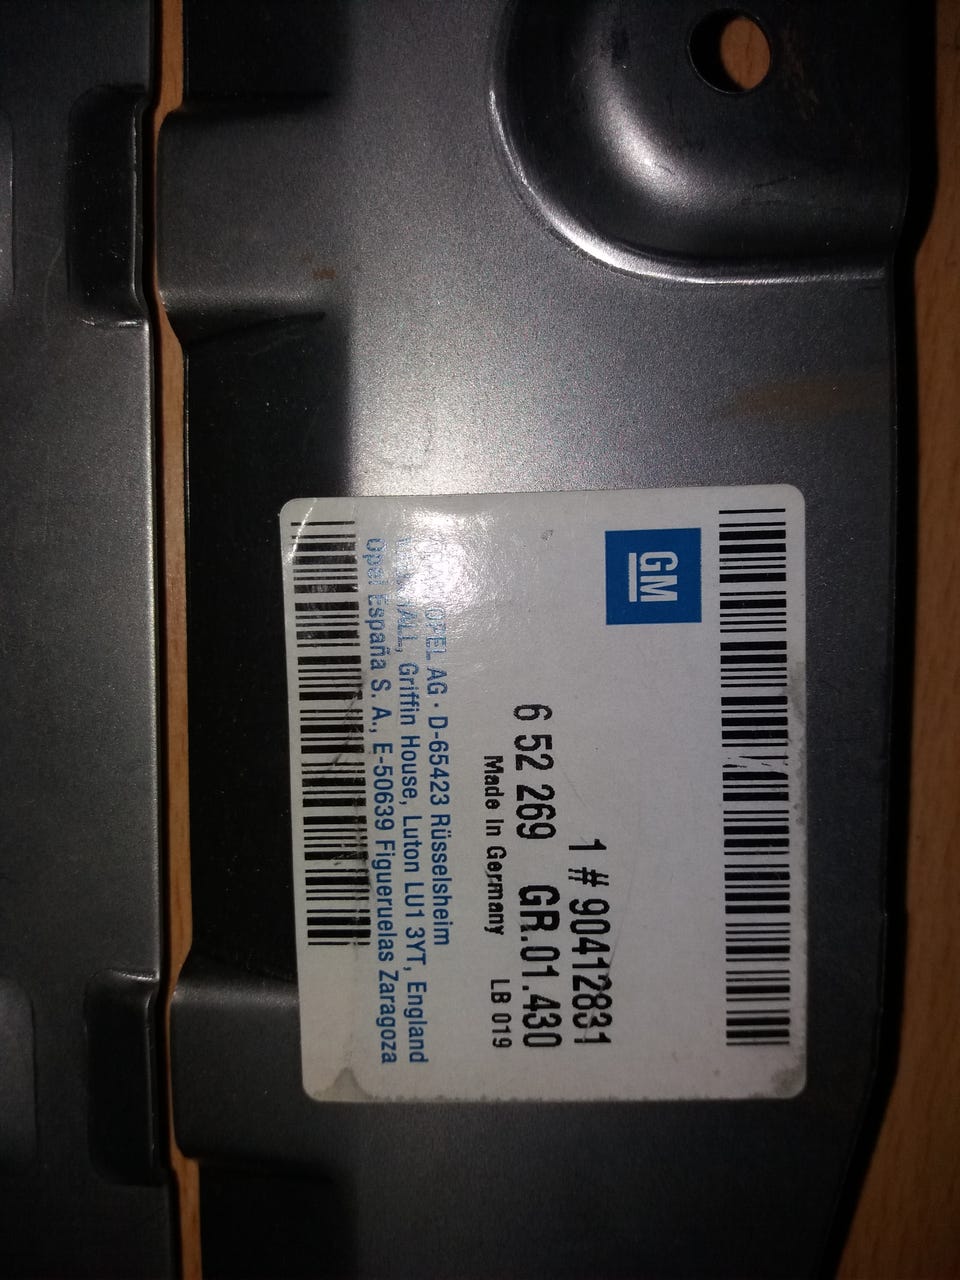 GM
1 # 90412831
6 52 269 GR.01.430
Made in Germany LB 019
OPEL AG · D-65423 Rüsselsheim
Griffin House, Luton LU1 3YT, England
Opel España S. A., E-50639 Figueruelas Zaragoza